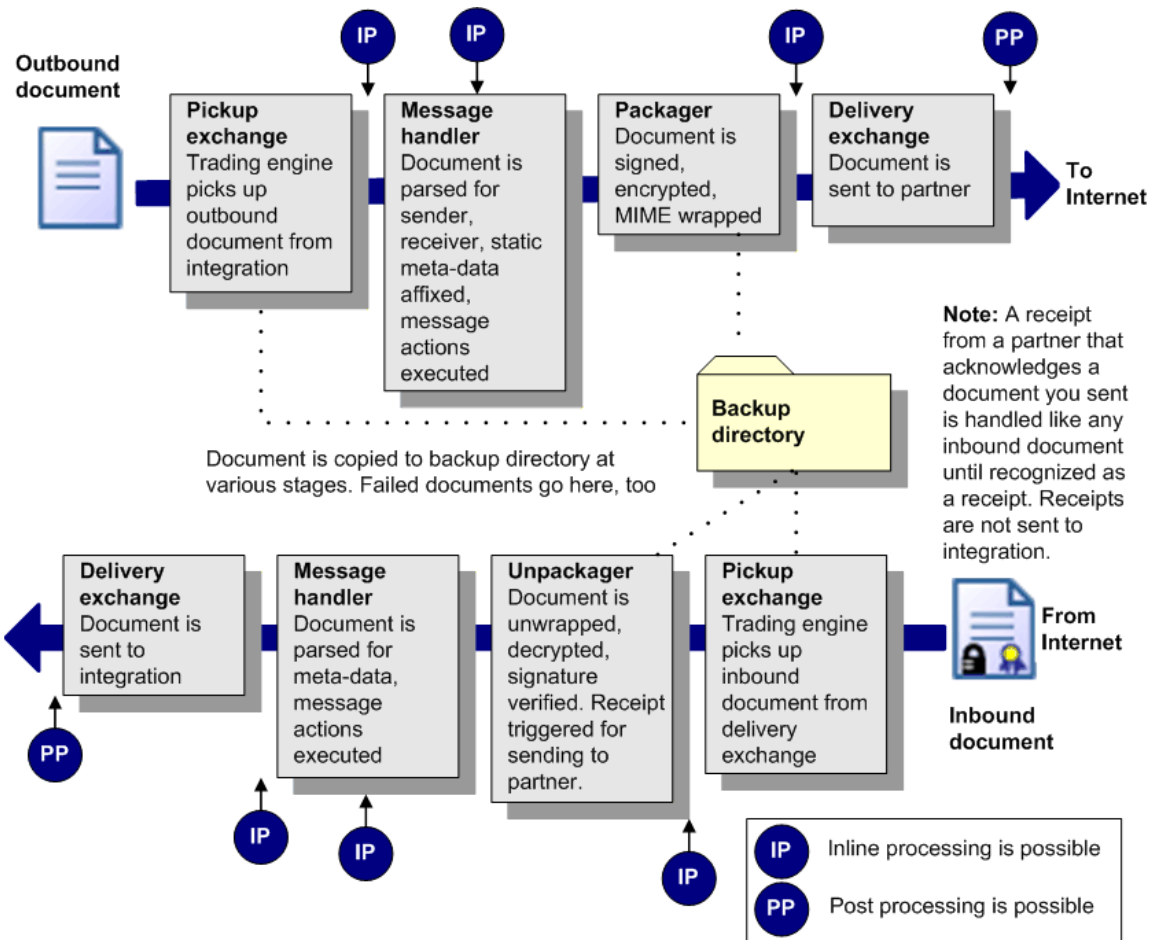 IP
IP
IP
PP
Outbound
document
Pickup
exchange
Trading engine
picks up
outbound
document from
integration
Message
handler
Document is
parsed for
sender,
receiver, static
meta-data
affixed,
message
actions
executed
Packager
Document is
signed,
encrypted,
MIME wrapped
Delivery
exchange
Document is
sent to partner
To
Internet
Note: A receipt
from a partner that
acknowledges a
document you sent
is handled like any
inbound document
until recognized as
a receipt. Receipts
are not sent to
integration.
Backup
directory
Document is copied to backup directory at
various stages. Failed documents go here, too
Delivery
exchange
Document is
sent to
integration
Message
handler
Document is
parsed for
meta-data,
message
actions
executed
Unpackager
Document is
unwrapped,
decrypted,
signature
verified. Receipt
triggered for
sending to
partner.
Pickup
exchange
Trading engine
picks up
inbound
document from
delivery
exchange
From
Internet
Inbound
document
PP
IP
IP
IP
IP Inline processing is possible
PP Post processing is possible